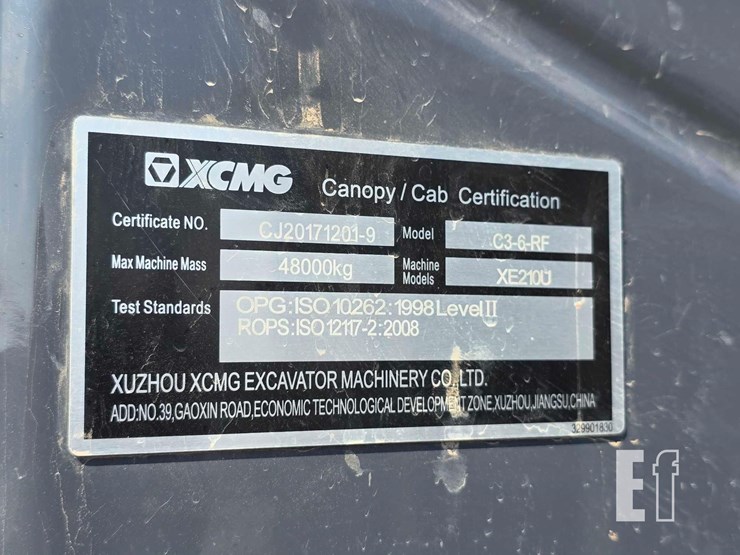 XCMG Canopy / Cab Certification
Certificate NO. CJ20171201-9 Model C3-6-RF
Max Machine Mass 48000kg Machine Models XE210U
Test Standards OPG:ISO 10262:1998 Level II
ROPS:ISO 12117-2:2008
XUZHOU XCMG EXCAVATOR MACHINERY CO.,LTD.
ADD:NO.39,GAOXIN ROAD,ECONOMIC TECHNOLOGICAL DEVELOPMENT ZONE,XUZHOU,JIANGSU,CHINA
329901830
Ef